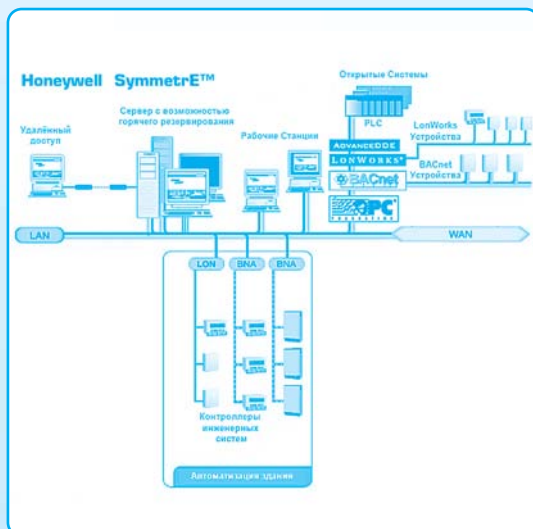 Honeywell SymmetrE™
Открытые Системы
Сервер с возможностью
горячего резервирования
Удалённый
доступ
Рабочие Станции
PLC
LonWorks
Устройства
ADVANCEDDE
LONWORKS®
BACnet
BACnet
Устройства
OPC
LAN
WAN
LON
BNA
BNA
Контроллеры
инженерных
систем
Автоматизация здания